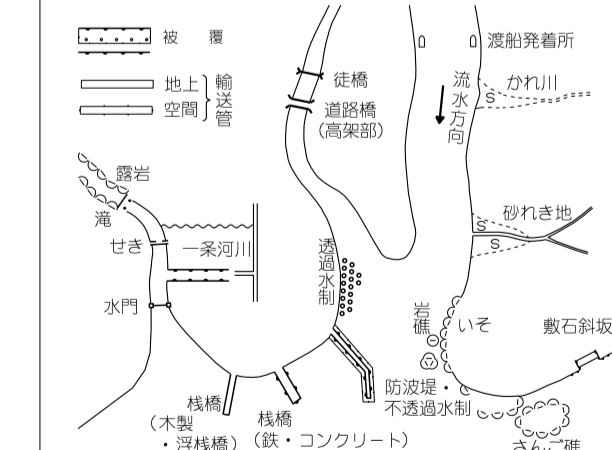 被 覆
地上
空間
輸送管
徒橋
道路橋
(高架部)
渡船発着所
流水方向
かれ川
S
露岩
滝
せき
一条河川
水門
透過水制
砂れき地
S
S
岩礁
いそ
敷石斜坂
防波堤・
不透過水制
桟橋
(木製
・浮桟橋)
桟橋
(鉄・コンクリート)
さんご礁